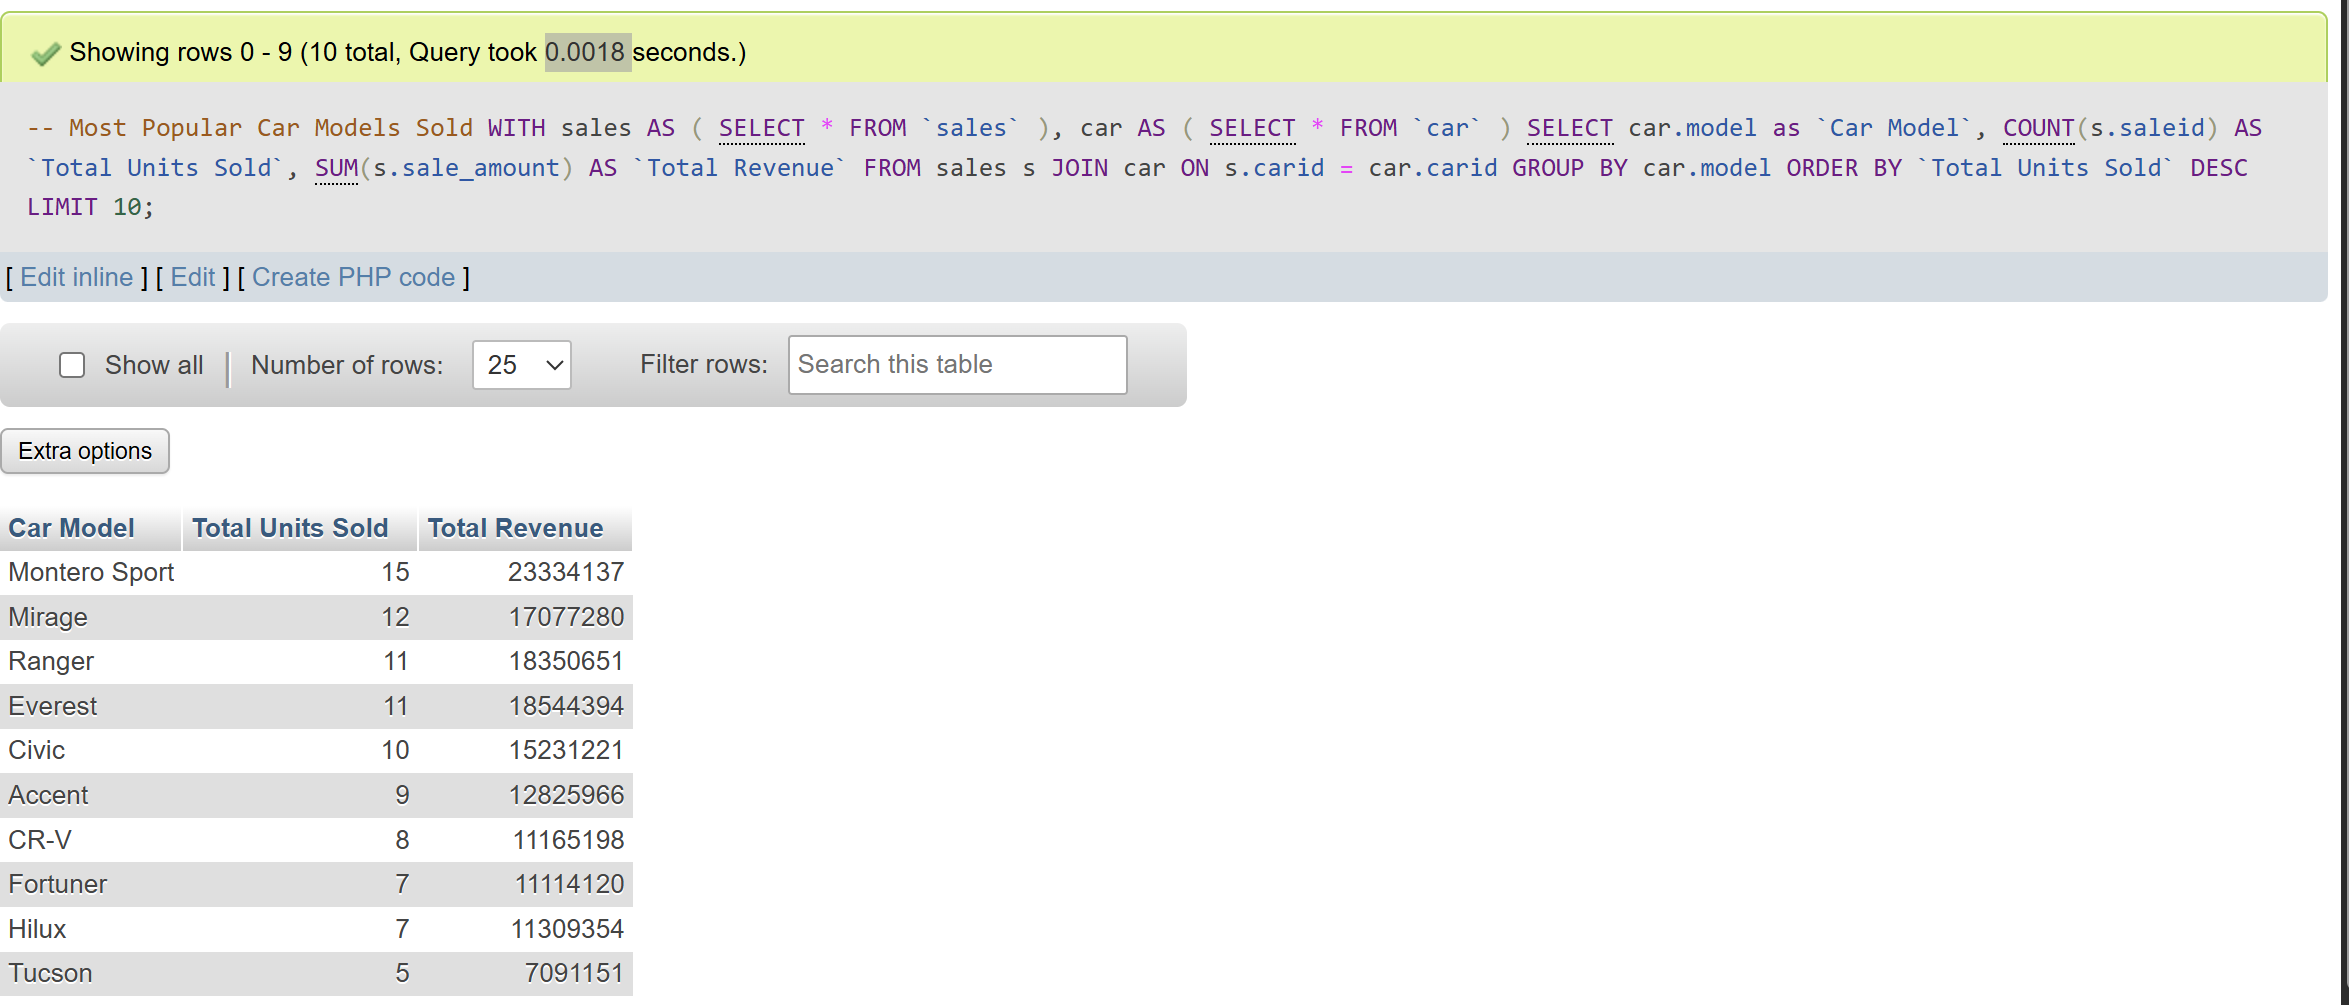 Showing rows 0 - 9 (10 total, Query took 0.0018 seconds.)
-- Most Popular Car Models Sold WITH sales AS ( SELECT * FROM `sales` ), car AS ( SELECT * FROM `car` ) SELECT car.model as `Car Model`, COUNT(s.saleid) AS
`Total Units Sold`, SUM(s.sale_amount) AS `Total Revenue` FROM sales s JOIN car ON s.carid = car.carid GROUP BY car.model ORDER BY `Total Units Sold` DESC
LIMIT 10;
[ Edit inline ] [ Edit ] [ Create PHP code ]
Show all | Number of rows: 25 Filter rows: Search this table
Extra options
Car Model Total Units Sold Total Revenue
Montero Sport 15 23334137
Mirage 12 17077280
Ranger 11 18350651
Everest 11 18544394
Civic 10 15231221
Accent 9 12825966
CR-V 8 11165198
Fortuner 7 11114120
Hilux 7 11309354
Tucson 5 7091151